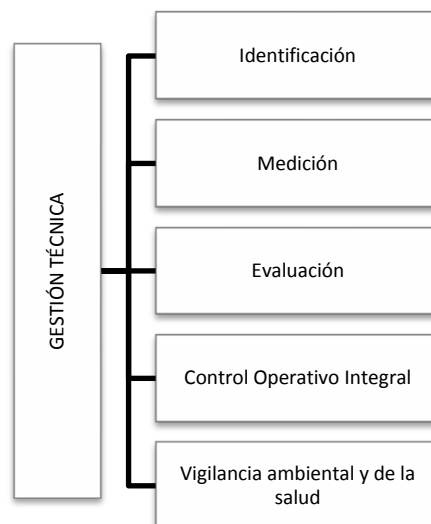 GESTIÓN TÉCNICA
Identificación
Medición
Evaluación
Control Operativo Integral
Vigilancia ambiental y de la
salud